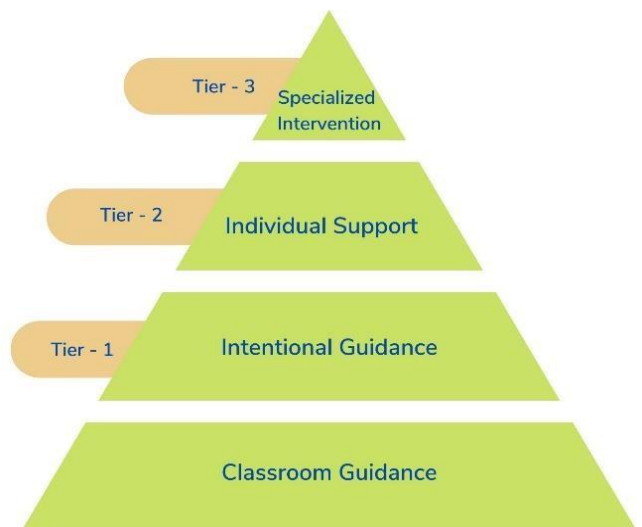 Tier - 3
Specialized
Intervention
Tier - 2
Individual Support
Tier - 1
Intentional Guidance
Classroom Guidance